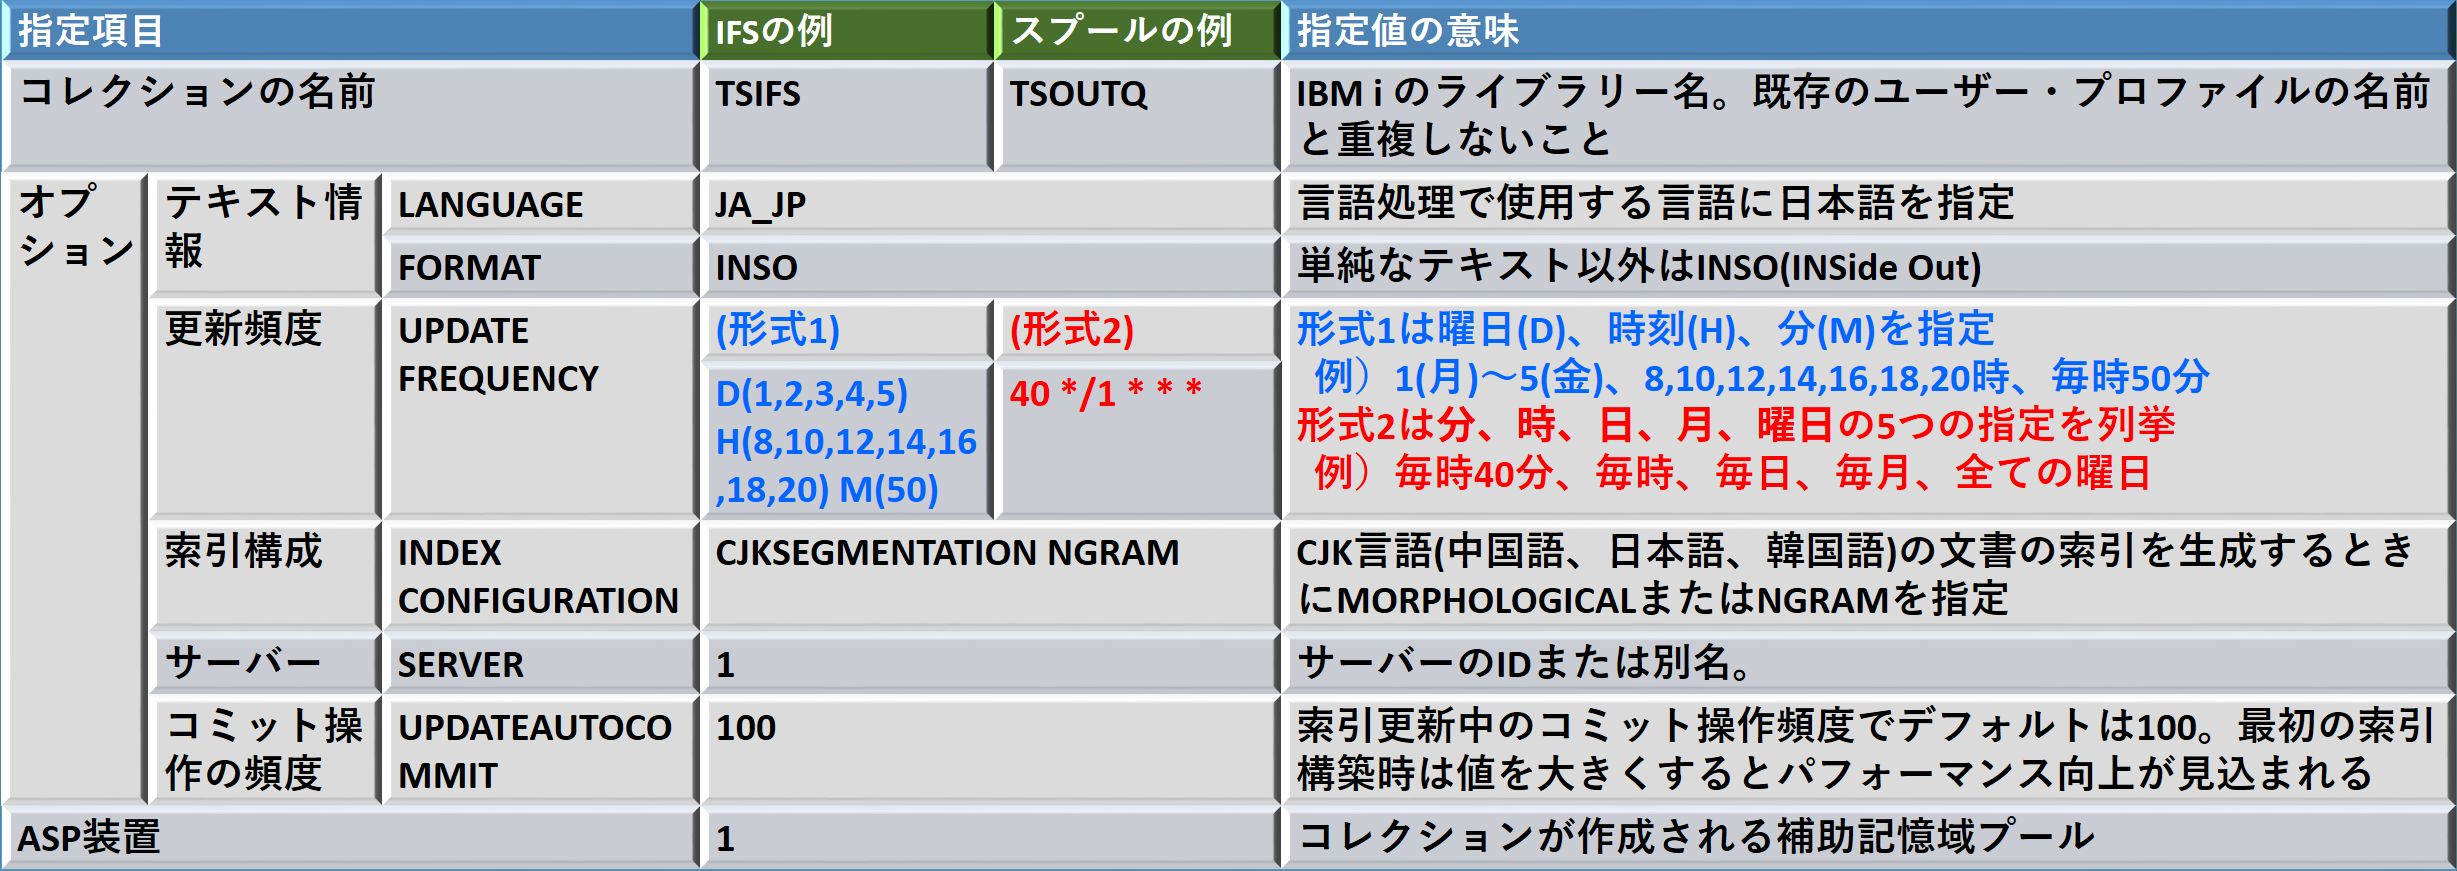 指定項目
IFSの例
スプールの例
指定値の意味
コレクションの名前
TSIFS
TSOUTQ
IBM i のライブラリー名。既存のユーザー・プロファイルの名前
と重複しないこと
オプ
ション
テキスト情
報
LANGUAGE
JA_JP
言語処理で使用する言語に日本語を指定
FORMAT
INSO
単純なテキスト以外はINSO(INSide Out)
更新頻度
UPDATE
FREQUENCY
(形式1)
(形式2)
D(1,2,3,4,5)
H(8,10,12,14,16
,18,20) M(50)
40 */1 * * *
形式1は曜日(D)、時刻(H)、分(M)を指定
例）1(月)～5(金)、8,10,12,14,16,18,20時、毎時50分
形式2は分、時、日、月、曜日の5つの指定を列挙
例）毎時40分、毎時、毎日、毎月、全ての曜日
索引構成
INDEX
CONFIGURATION
CJKSEGMENTATION NGRAM
CJK言語(中国語、日本語、韓国語)の文書の索引を生成するとき
にMORPHOLOGICALまたはNGRAMを指定
サーバー
SERVER
1
サーバーのIDまたは別名。
コミット操
作の頻度
UPDATEAUTOCO
MMIT
100
索引更新中のコミット操作頻度でデフォルトは100。最初の索引
構築時は値を大きくするとパフォーマンス向上が見込まれる
ASP装置
1
コレクションが作成される補助記憶域プール